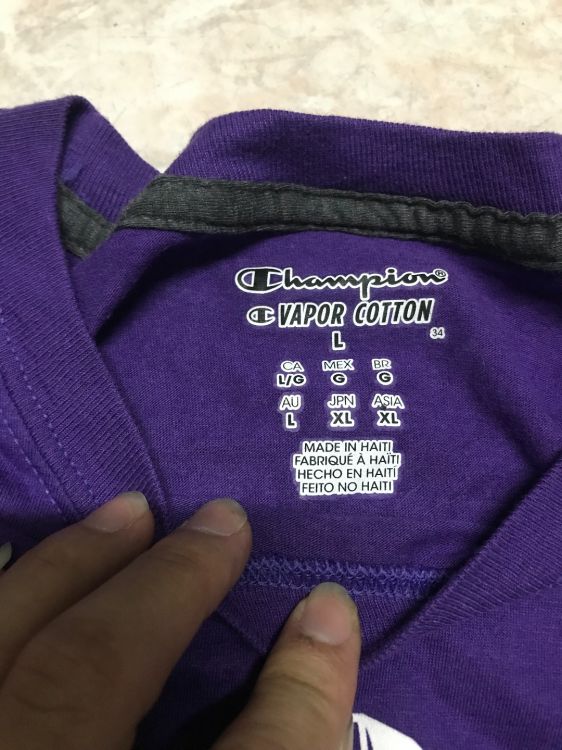 Champion®
C VAPOR COTTON
L
34
CA MEX BR
L/G G G
AU JPN ASIA
L XL XL
MADE IN HAITI
FABRIQUÉ À HAÏTI
HECHO EN HAITÍ
FEITO NO HAITI